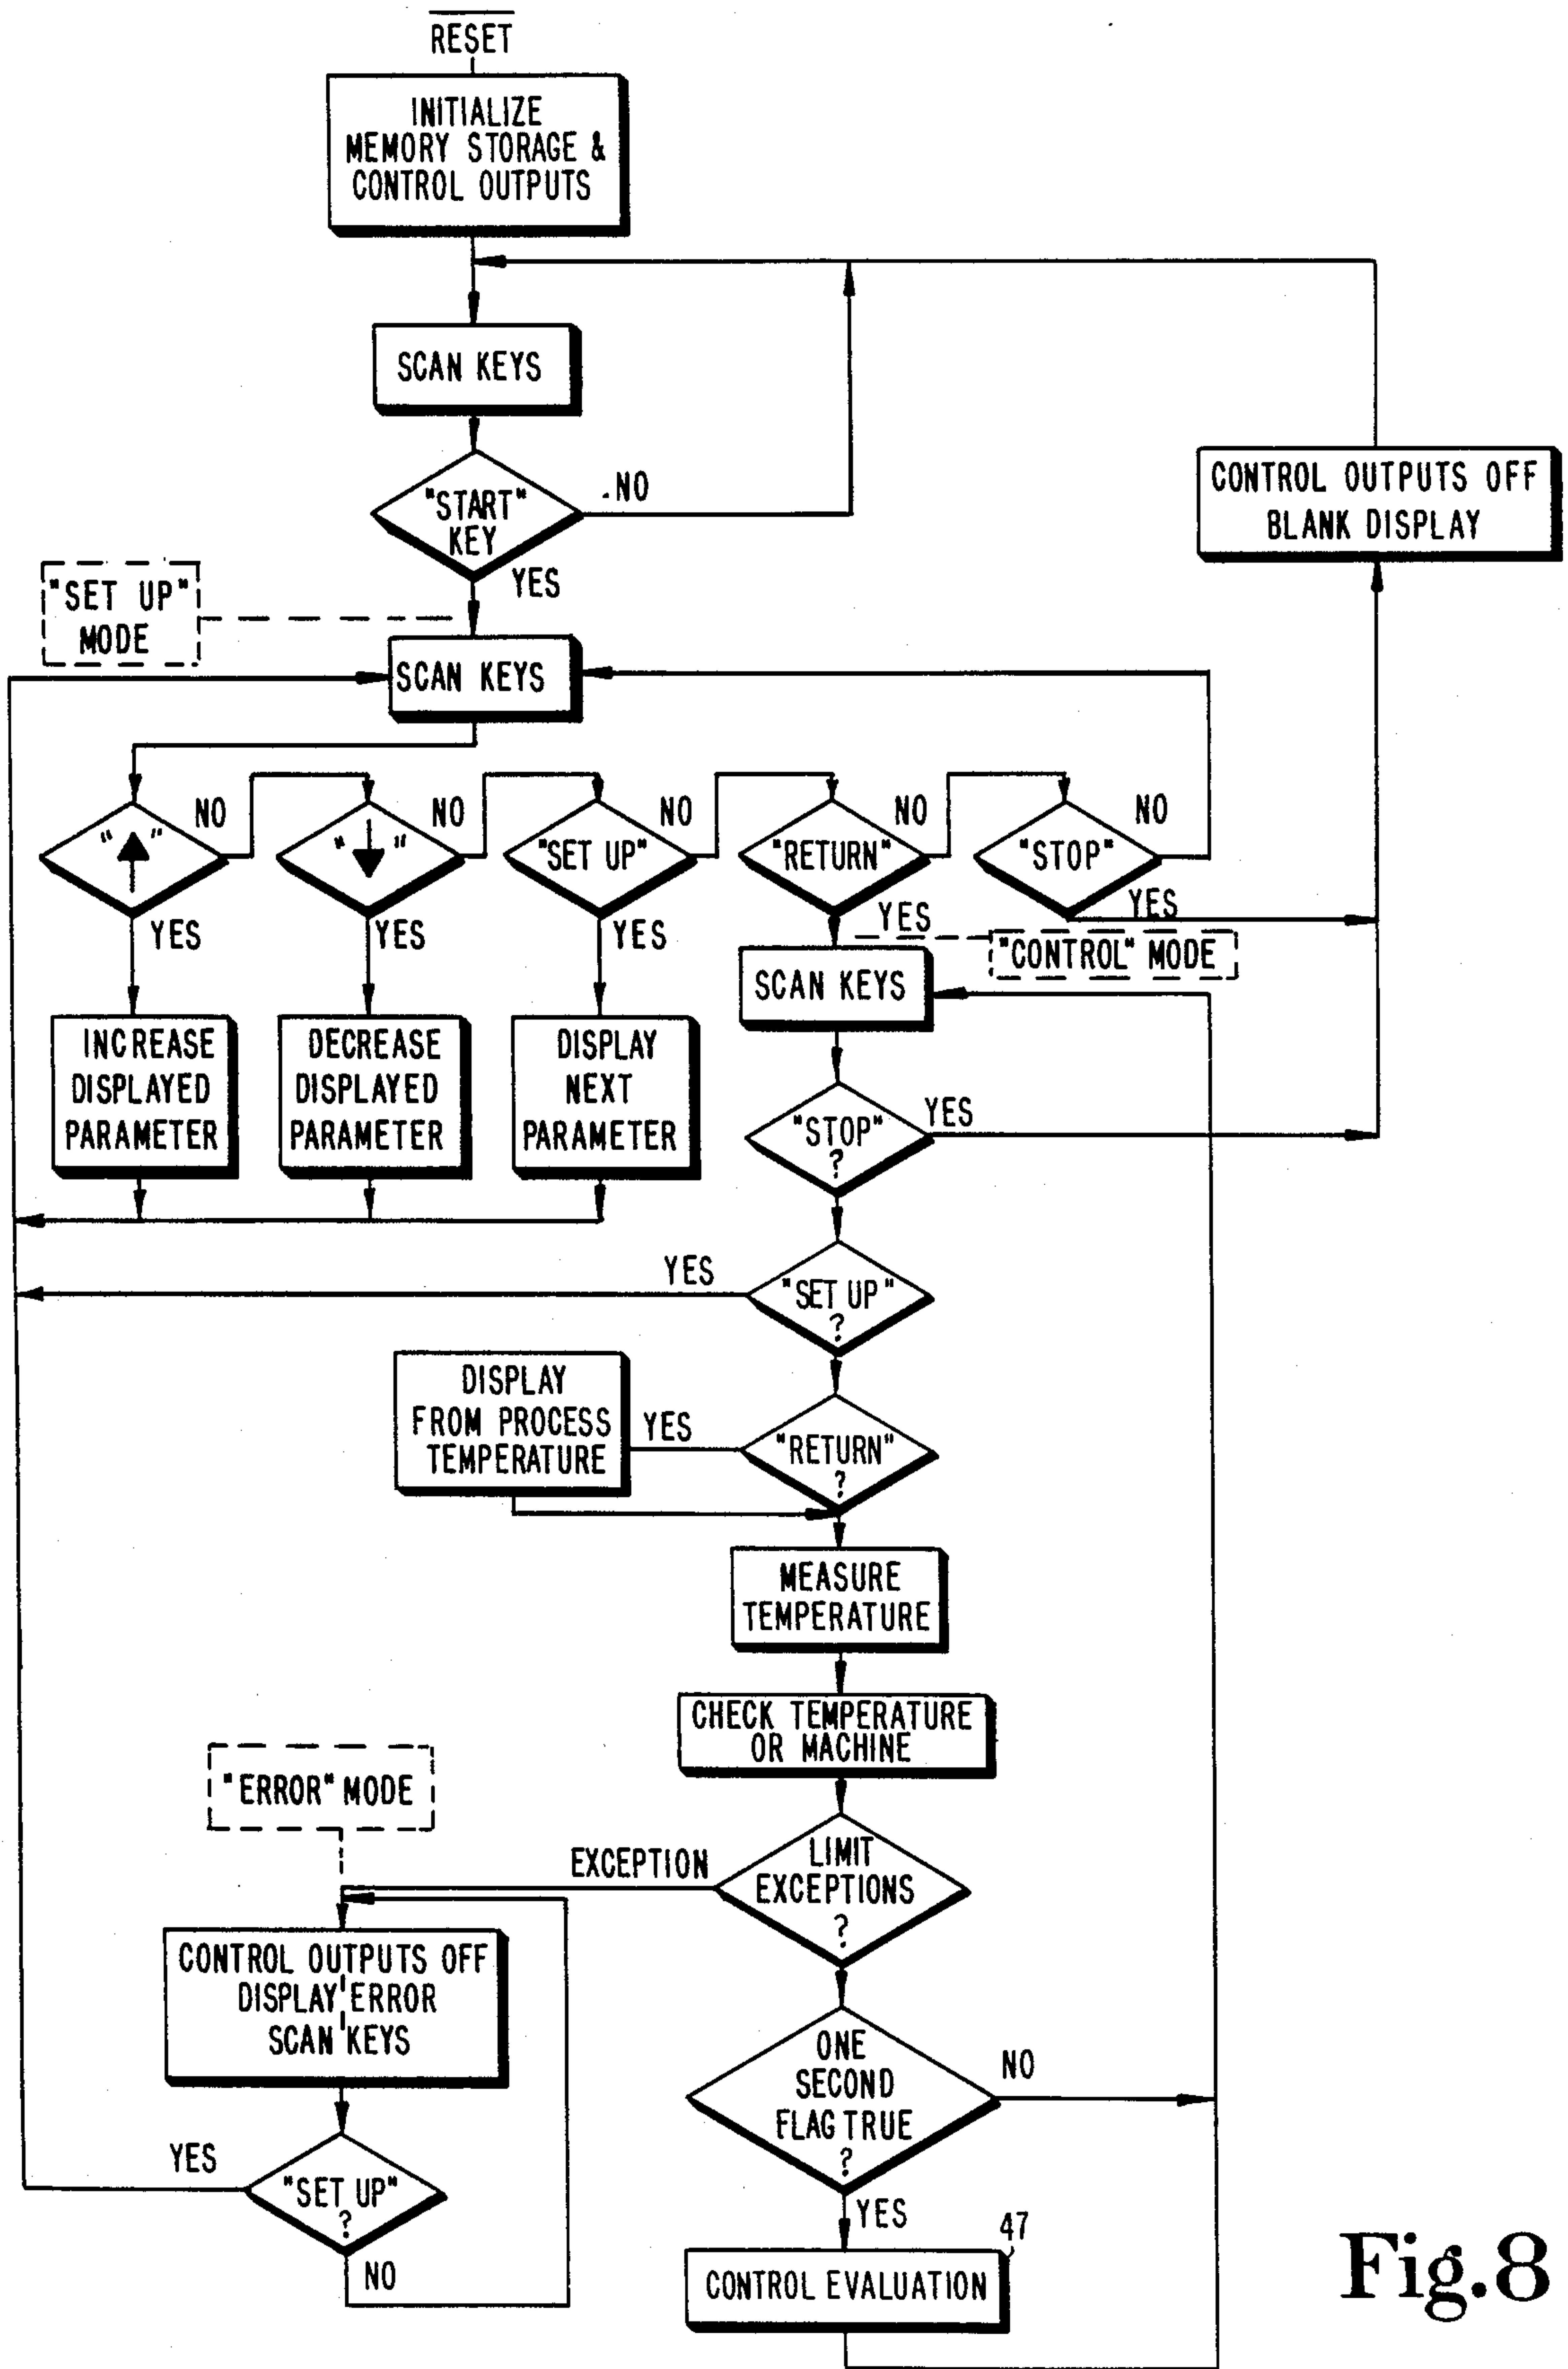 RESET
INITIALIZE
MEMORY STORAGE &
CONTROL OUTPUTS
SCAN KEYS
"START"
KEY
NO
YES
CONTROL OUTPUTS OFF
BLANK DISPLAY
"SET UP"
MODE
SCAN KEYS
"↑"
NO
YES
"↓"
NO
YES
"SET UP"
NO
YES
"RETURN"
NO
YES
"STOP"
NO
YES
"CONTROL" MODE
INCREASE
DISPLAYED
PARAMETER
DECREASE
DISPLAYED
PARAMETER
DISPLAY
NEXT
PARAMETER
SCAN KEYS
"STOP"
?
YES
"SET UP"
?
YES
"RETURN"
?
YES
DISPLAY
FROM PROCESS
TEMPERATURE
MEASURE
TEMPERATURE
CHECK TEMPERATURE
OR MACHINE
LIMIT
EXCEPTIONS
?
EXCEPTION
"ERROR" MODE
CONTROL OUTPUTS OFF
DISPLAY ERROR
SCAN KEYS
"SET UP"
?
YES
NO
ONE
SECOND
FLAG TRUE
?
NO
YES
47
CONTROL EVALUATION
Fig.8